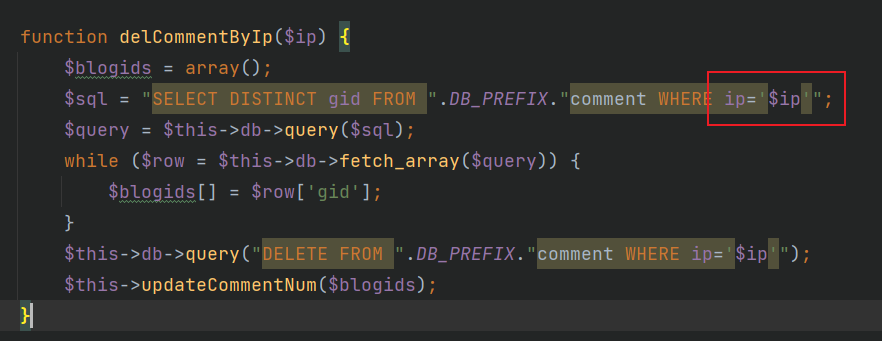 function delCommentByIp($ip) {
$blogids = array();
$sql = "SELECT DISTINCT gid FROM ".DB_PREFIX."comment WHERE ip='$ip'";
$query = $this->db->query($sql);
while ($row = $this->db->fetch_array($query)) {
$blogids[] = $row['gid'];
}
$this->db->query("DELETE FROM ".DB_PREFIX."comment WHERE ip='$ip'");
$this->updateCommentNum($blogids);
}